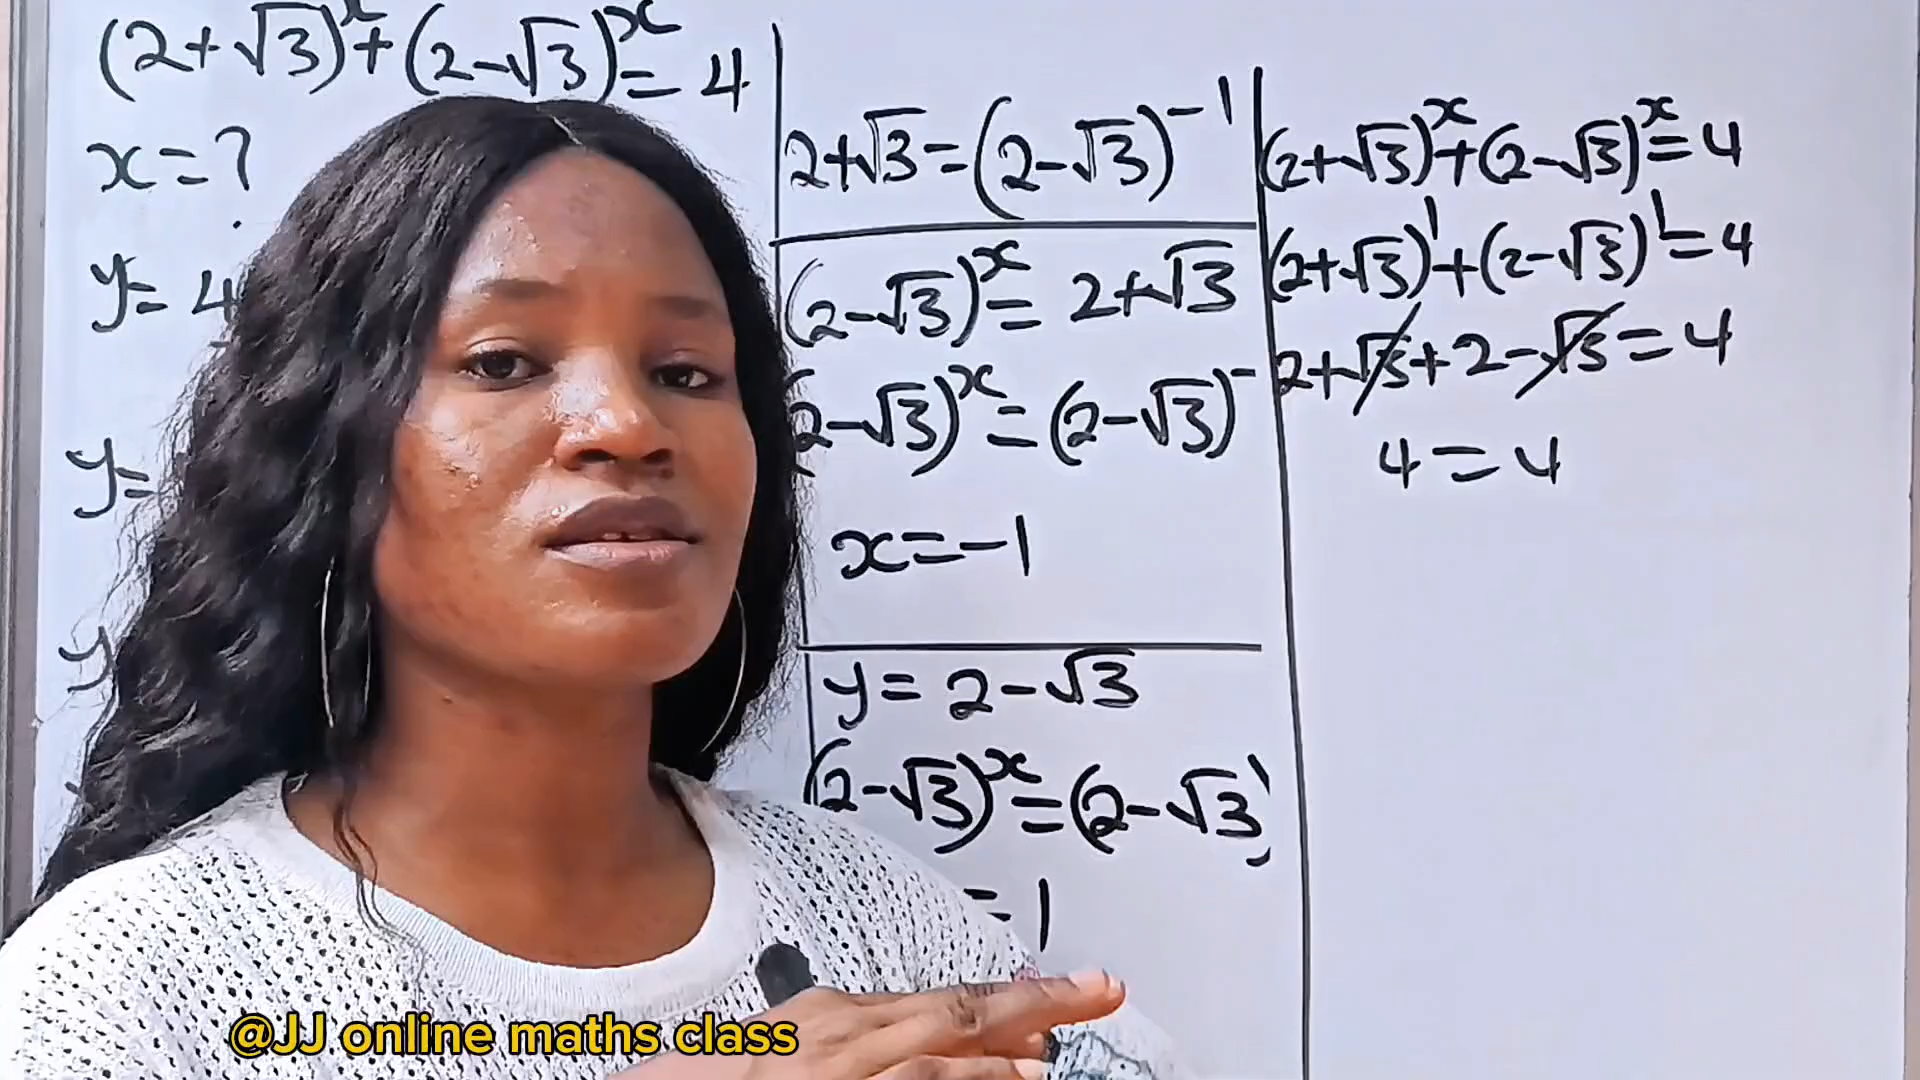 (2+√3)^x+(2-√3)^x=4
x=?
y=4
y=
y
2+√3=(2-√3)^-1
(2-√3)^x=2+√3
(2-√3)^x=(2-√3)^-
x=-1
y=2-√3
(2-√3)^x=(2-√3)^1
=1
(2+√3)^x+(2-√3)^x=4
(2+√3)^1+(2-√3)^1=4
2+√3+2-√3=4
4=4
@JJ online maths class